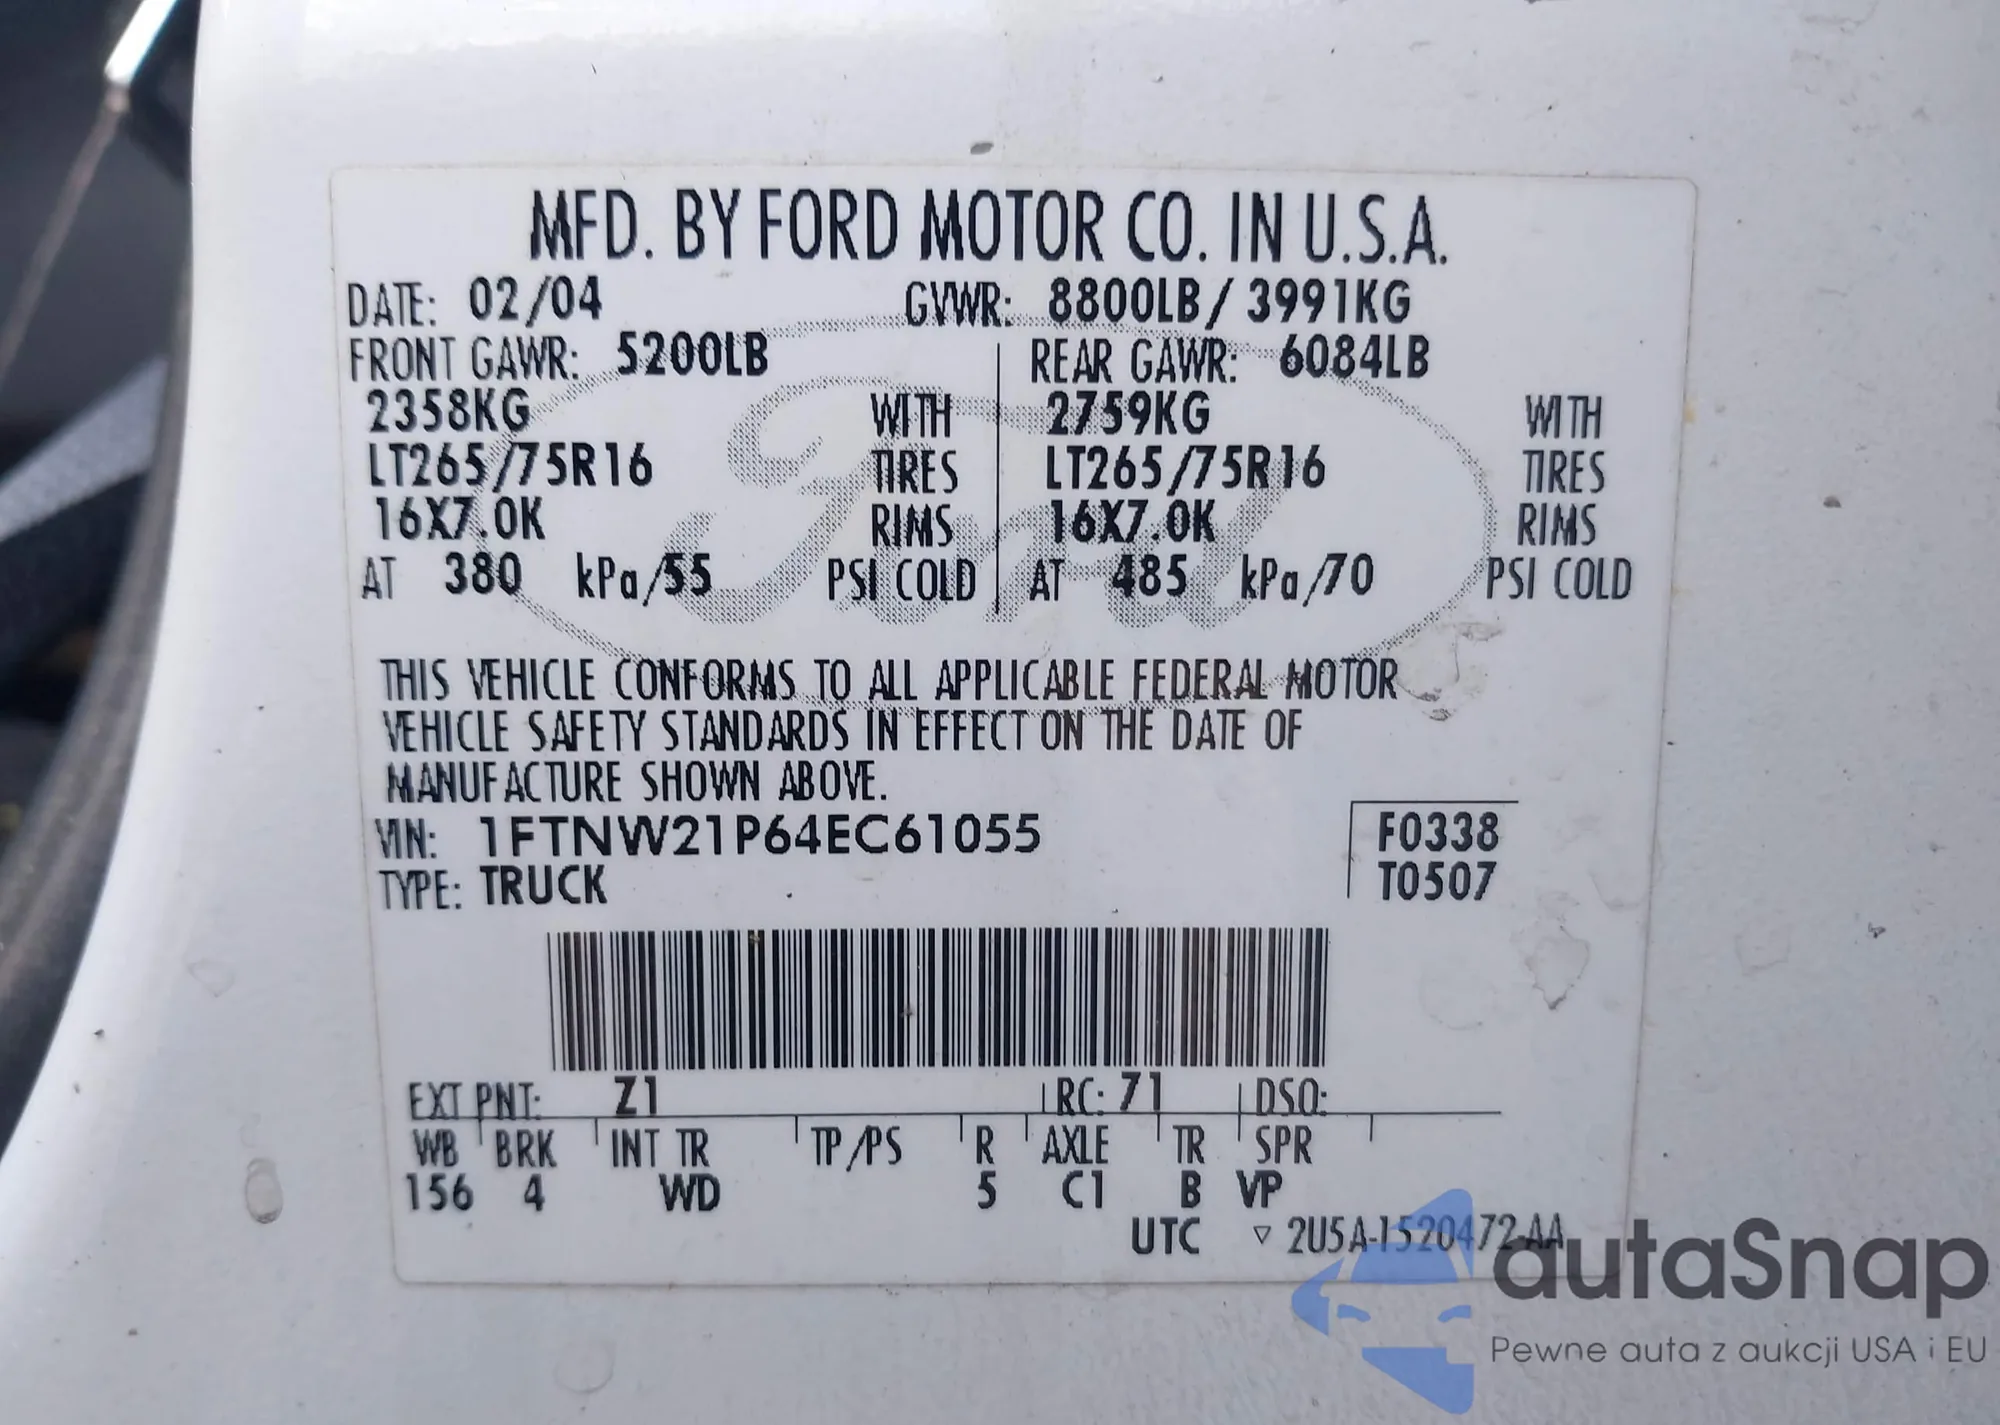 MFD. BY FORD MOTOR CO. IN U.S.A.
DATE: 02/04 GVWR: 8800LB / 3991KG
FRONT GAWR: 5200LB REAR GAWR: 6084LB
2358KG WITH 2759KG WITH
LT265/75R16 TIRES LT265/75R16 TIRES
16X7.0K RIMS 16X7.0K RIMS
AT 380 kPa/55 PSI COLD AT 485 kPa/70 PSI COLD
Ford
THIS VEHICLE CONFORMS TO ALL APPLICABLE FEDERAL MOTOR
VEHICLE SAFETY STANDARDS IN EFFECT ON THE DATE OF
MANUFACTURE SHOWN ABOVE.
VIN: 1FTNW21P64EC61055 F0338
TYPE: TRUCK T0507
EXT PNT: Z1 RC: 71 DSO:
WB BRK INT TR TP/PS R AXLE TR SPR
156 4 WD 5 C1 B VP
UTC ▽ 2U5A-1520472-AA
autaSnap
Pewne auta z aukcji USA i EU